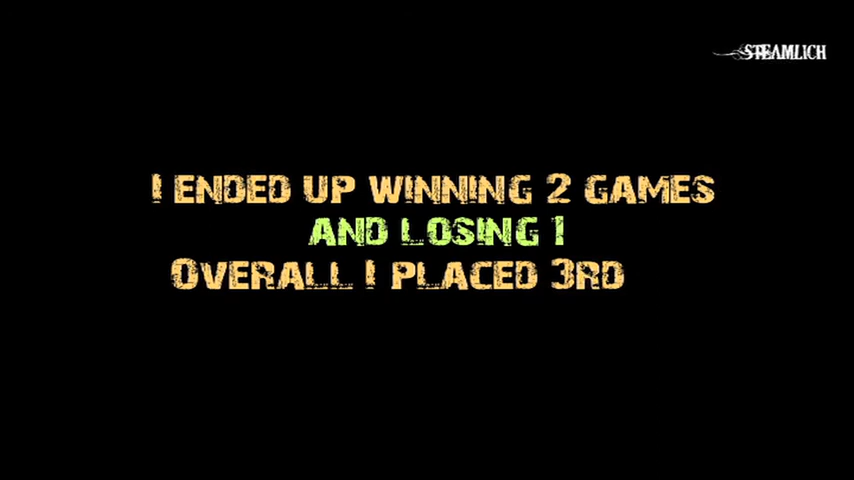 STEAMLICH
I ENDED UP WINNING 2 GAMES
AND LOSING 1
OVERALL I PLACED 3RD